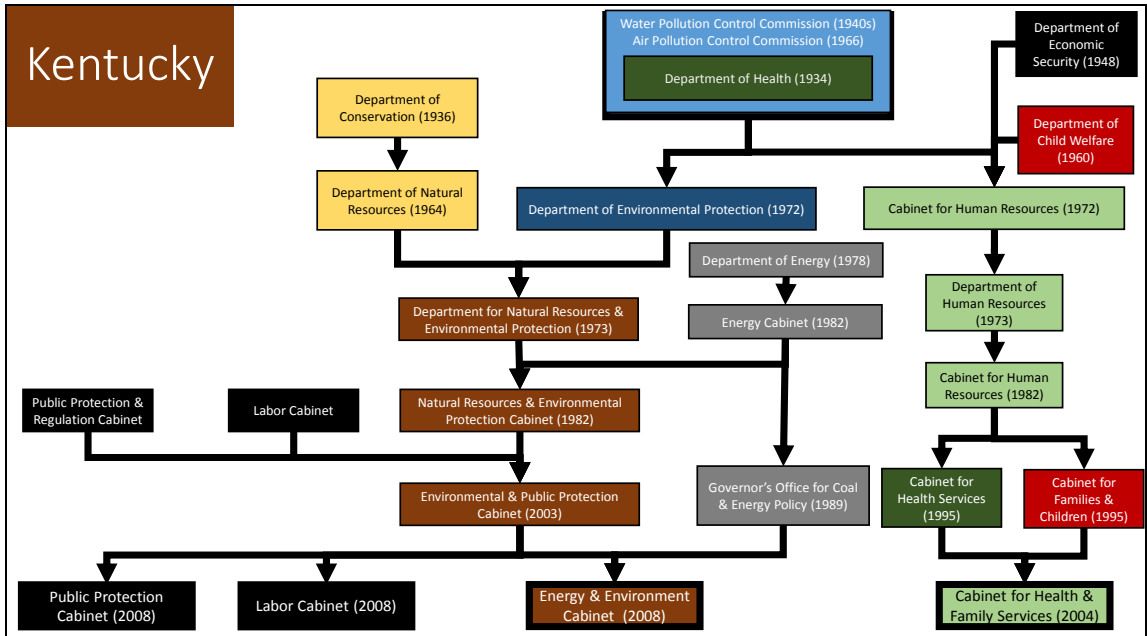 Kentucky
Water Pollution Control Commission (1940s)
Air Pollution Control Commission (1966)
Department of Health (1934)
Department of
Economic
Security (1948)
Department of
Conservation (1936)
Department of
Child Welfare
(1960)
Department of Natural
Resources (1964)
Department of Environmental Protection (1972)
Cabinet for Human Resources (1972)
Department of Energy (1978)
Department for Natural Resources &
Environmental Protection (1973)
Energy Cabinet (1982)
Department of
Human Resources
(1973)
Public Protection
& Regulation Cabinet
Labor Cabinet
Natural Resources & Environmental
Protection Cabinet (1982)
Cabinet for Human
Resources (1982)
Environmental & Public Protection
Cabinet (2003)
Governor's Office for Coal
& Energy Policy (1989)
Cabinet for
Health Services
(1995)
Cabinet for
Families &
Children (1995)
Public Protection
Cabinet (2008)
Labor Cabinet (2008)
Energy & Environment
Cabinet (2008)
Cabinet for Health &
Family Services (2004)